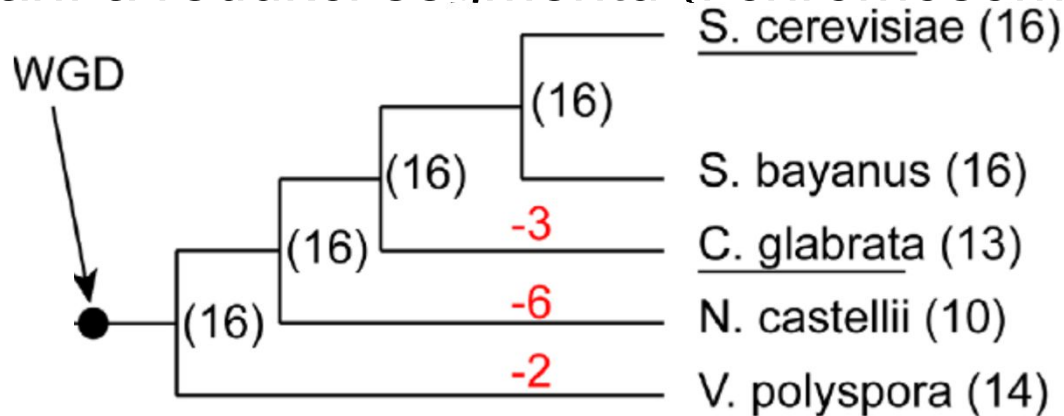 S. cerevisiae (16)
WGD
(16)
S. bayanus (16)
(16)
-3
C. glabrata (13)
(16)
-6
N. castellii (10)
(16)
-2
V. polyspora (14)